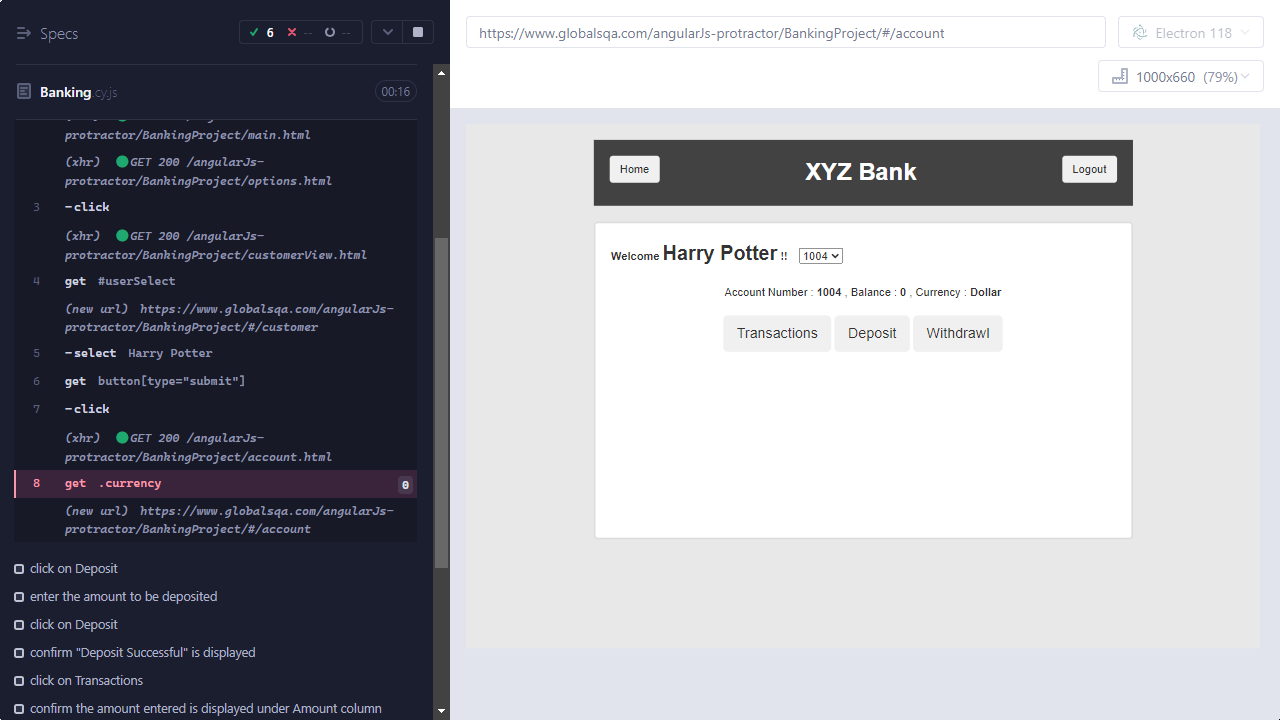 Specs
6
--
--
Banking.cy.js
00:16
protractor/BankingProject/main.html
(xhr) GET 200 /angularJs-
protractor/BankingProject/options.html
3 -click
(xhr) GET 200 /angularJs-
protractor/BankingProject/customerView.html
4 get #userSelect
(new url) https://www.globalsqa.com/angularJs-
protractor/BankingProject/#/customer
5 -select Harry Potter
6 get button[type="submit"]
7 -click
(xhr) GET 200 /angularJs-
protractor/BankingProject/account.html
8 get .currency 0
(new url) https://www.globalsqa.com/angularJs-
protractor/BankingProject/#/account
click on Deposit
enter the amount to be deposited
click on Deposit
confirm "Deposit Successful" is displayed
click on Transactions
confirm the amount entered is displayed under Amount column
https://www.globalsqa.com/angularJs-protractor/BankingProject/#/account
Electron 118
1000x660 (79%)
Home
XYZ Bank
Logout
Welcome Harry Potter !! 1004
Account Number : 1004 , Balance : 0 , Currency : Dollar
Transactions
Deposit
Withdrawl